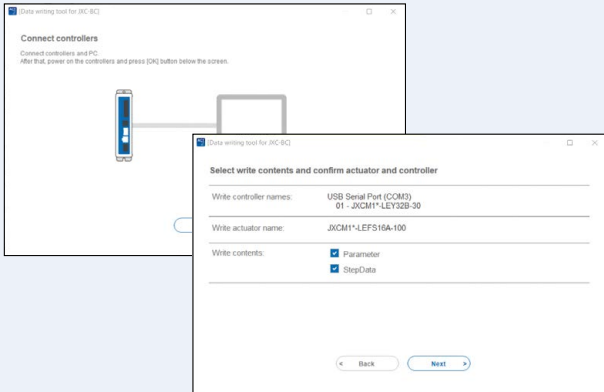 [Data writing tool for JXC-BC]
Connect controllers
Connect controllers and PC.
After that, power on the controllers and press [OK] button below the screen.
[Data writing tool for JXC-BC]
Select write contents and confirm actuator and controller
Write controller names:
USB Serial Port (COM3)
01 - JXCM1*-LEY32B-30
Write actuator name:
JXCM1*-LEFS16A-100
Write contents:
Parameter
StepData
< Back
Next >